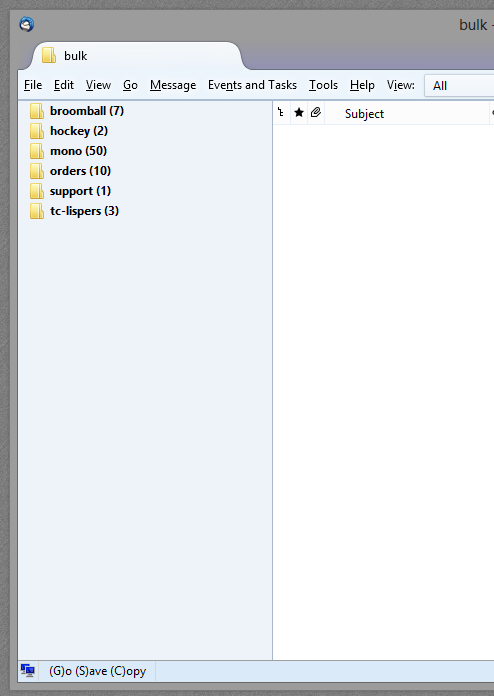 bulk -
bulk
File Edit View Go Message Events and Tasks Tools Help View: All
Subject
broomball (7)
hockey (2)
mono (50)
orders (10)
support (1)
tc-lispers (3)
(G)o (S)ave (C)opy